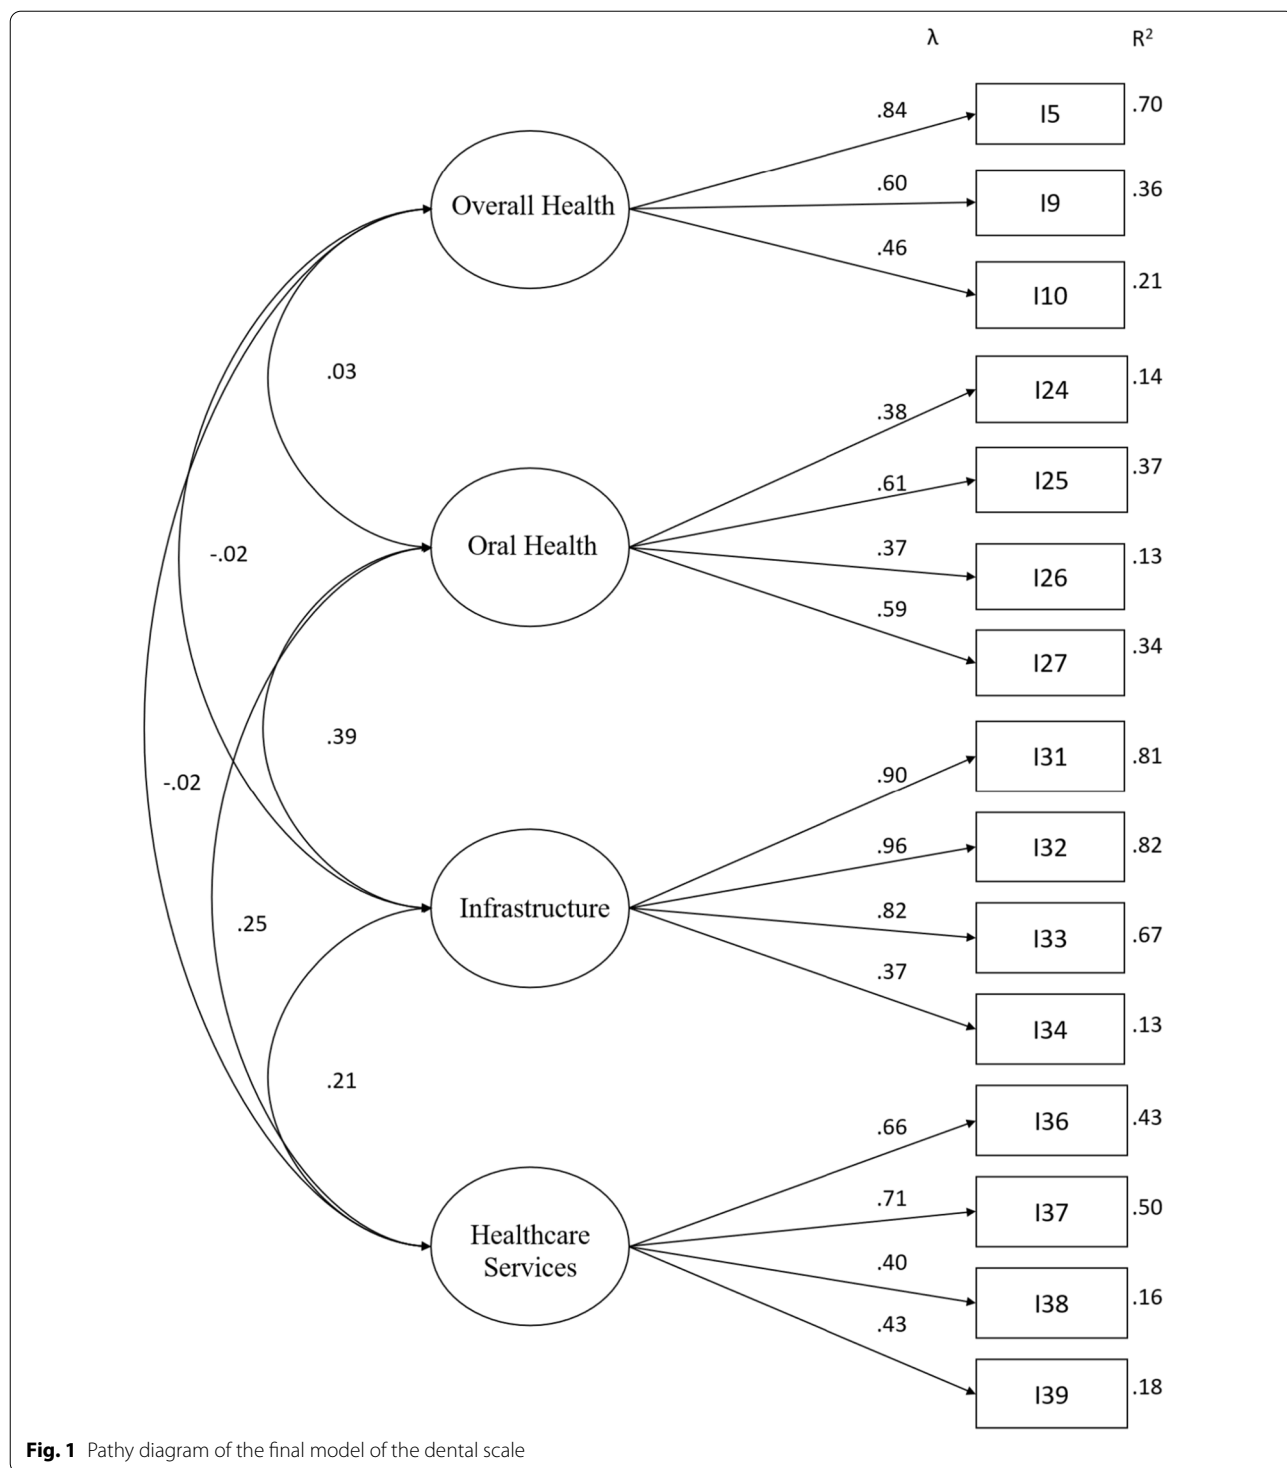 λ R²
.84 I5 .70
.60 I9 .36
Overall Health
.46 I10 .21
.03
.38 I24 .14
.61 I25 .37
Oral Health
-.02
.37 I26 .13
.59 I27 .34
.39
.90 I31 .81
-.02
.96 I32 .82
Infrastructure
.82 I33 .67
.25
.37 I34 .13
.21
.66 I36 .43
.71 I37 .50
Healthcare
Services
.40 I38 .16
.43 I39 .18
Fig. 1 Pathy diagram of the final model of the dental scale